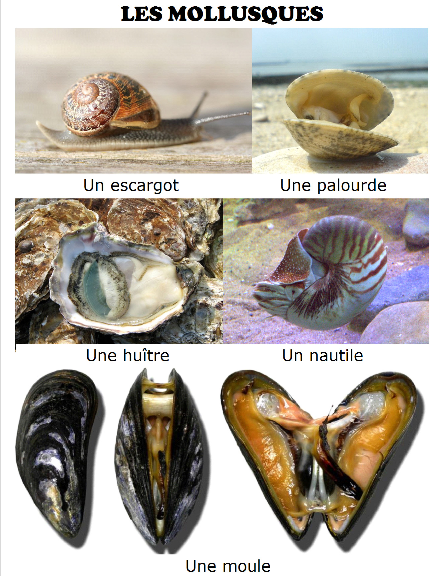 LES MOLLUSQUES
Un escargot
Une palourde
Une huître
Un nautile
Une moule